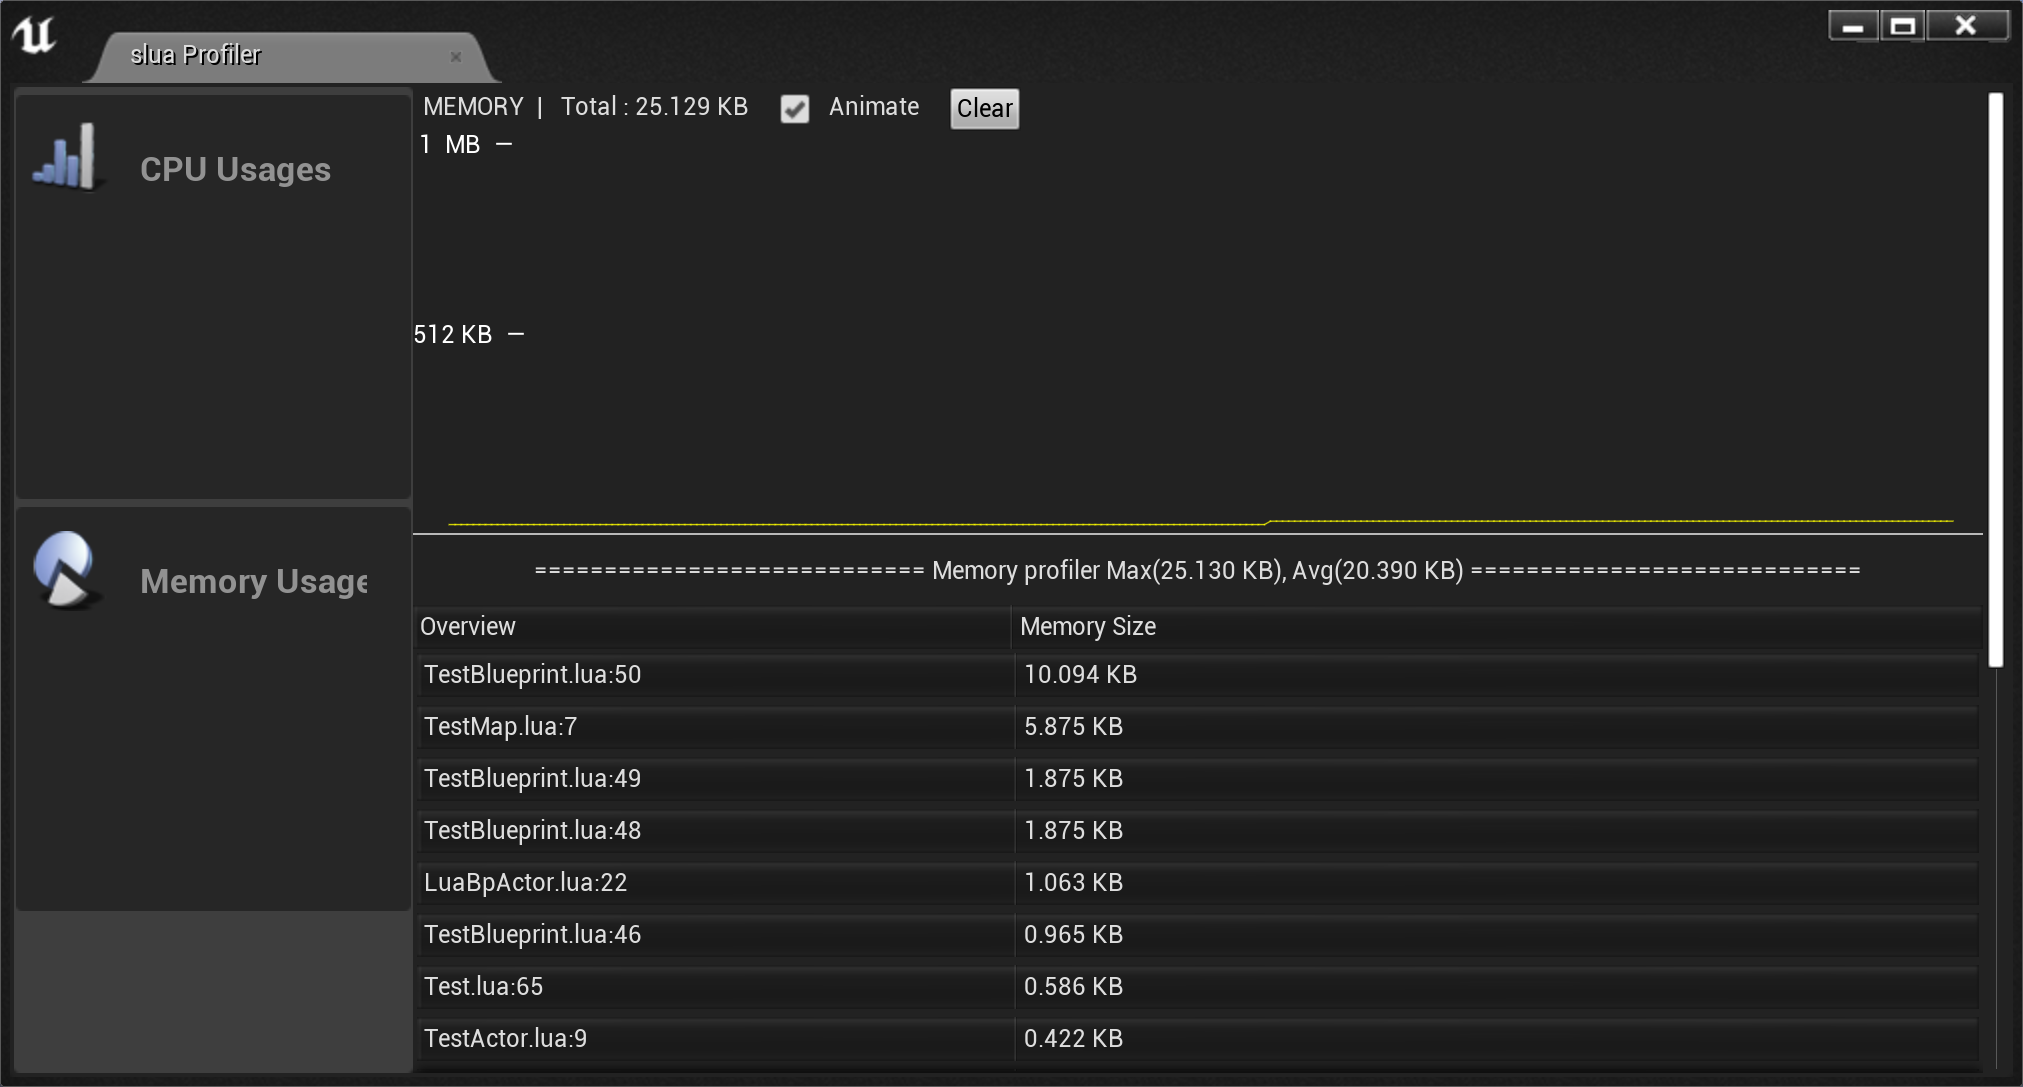 slua Profiler
CPU Usages
Memory Usage
MEMORY | Total : 25.129 KB Animate Clear
1 MB —
512 KB —
============================ Memory profiler Max(25.130 KB), Avg(20.390 KB) ============================
Overview Memory Size
TestBlueprint.lua:50 10.094 KB
TestMap.lua:7 5.875 KB
TestBlueprint.lua:49 1.875 KB
TestBlueprint.lua:48 1.875 KB
LuaBpActor.lua:22 1.063 KB
TestBlueprint.lua:46 0.965 KB
Test.lua:65 0.586 KB
TestActor.lua:9 0.422 KB